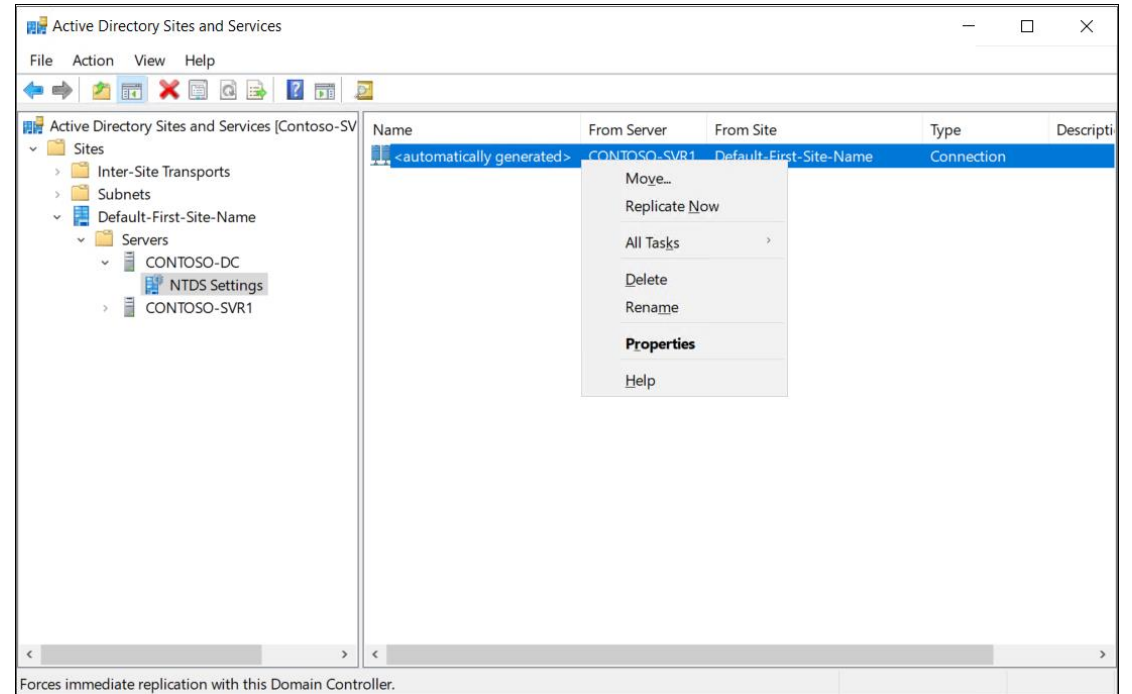 Active Directory Sites and Services
File Action View Help
Active Directory Sites and Services [Contoso-SV
Sites
Inter-Site Transports
Subnets
Default-First-Site-Name
Servers
CONTOSO-DC
NTDS Settings
CONTOSO-SVR1
Name From Server From Site Type Descripti
<automatically generated> CONTOSO-SVR1 Default-First-Site-Name Connection
Move...
Replicate Now
All Tasks
Delete
Rename
Properties
Help
Forces immediate replication with this Domain Controller.